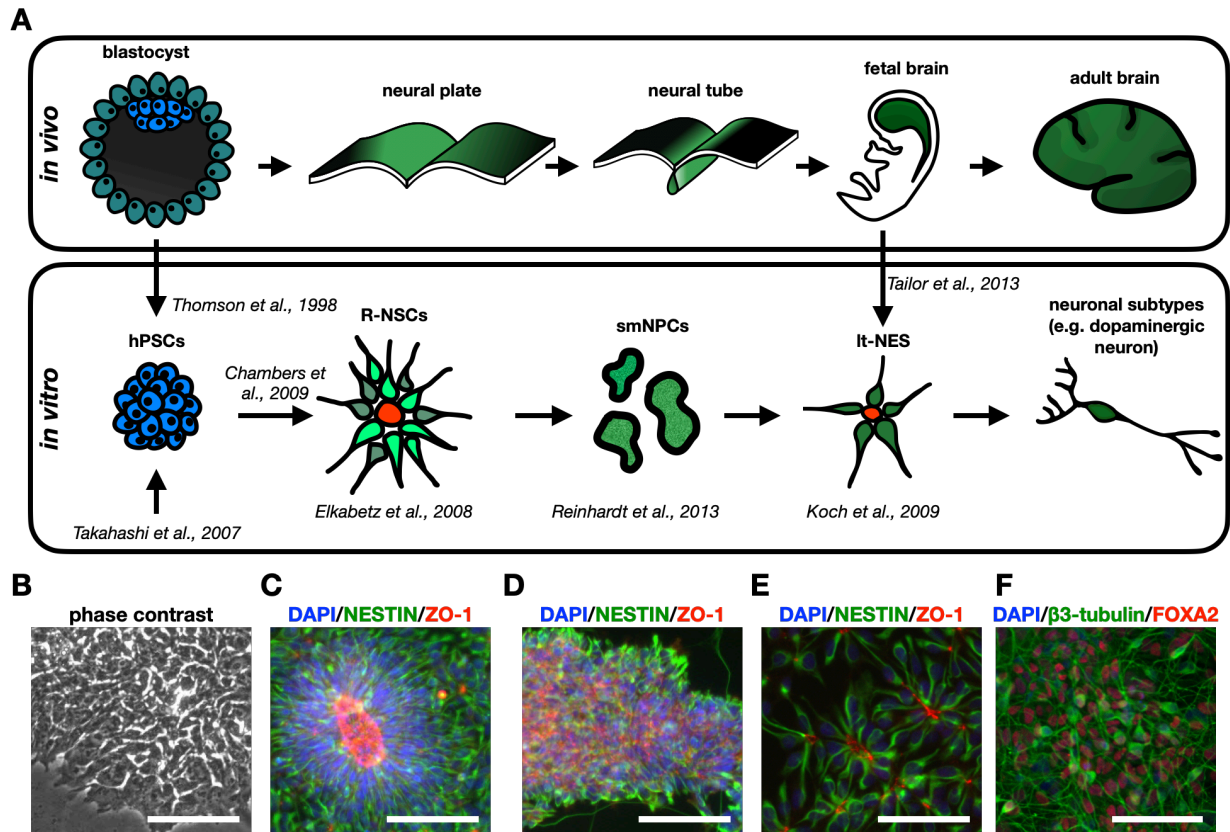 A
in vivo
blastocyst
neural plate
neural tube
fetal brain
adult brain
in vitro
Thomson et al., 1998
hPSCs
Takahashi et al., 2007
Chambers et
al., 2009
R-NSCs
Elkabetz et al., 2008
smNPCs
Reinhardt et al., 2013
Tailor et al., 2013
lt-NES
Koch et al., 2009
neuronal subtypes
(e.g. dopaminergic
neuron)
B
phase contrast
C
DAPI/NESTIN/ZO-1
D
DAPI/NESTIN/ZO-1
E
DAPI/NESTIN/ZO-1
F
DAPI/β3-tubulin/FOXA2